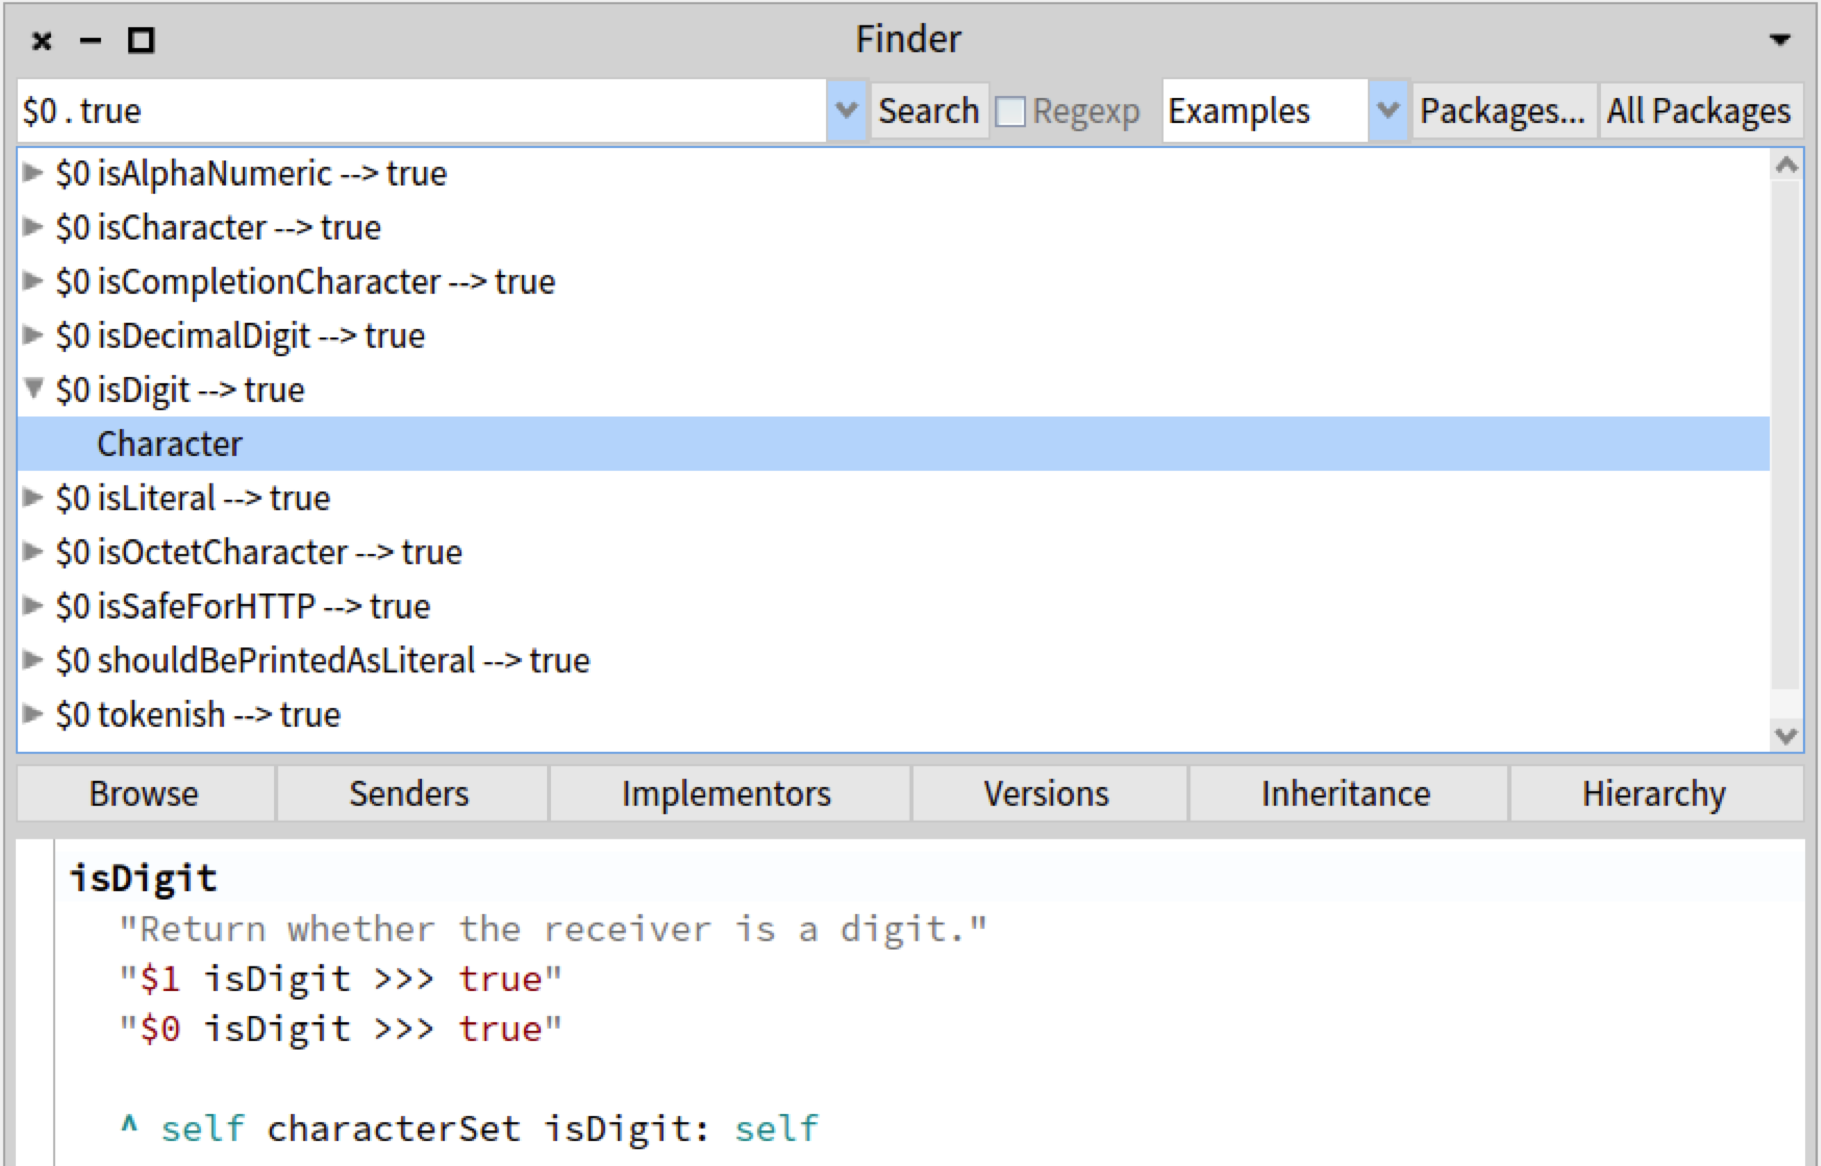 Finder
$0 . true Search Regexp Examples Packages... All Packages
$0 isAlphaNumeric --> true
$0 isCharacter --> true
$0 isCompletionCharacter --> true
$0 isDecimalDigit --> true
$0 isDigit --> true
Character
$0 isLiteral --> true
$0 isOctetCharacter --> true
$0 isSafeForHTTP --> true
$0 shouldBePrintedAsLiteral --> true
$0 tokenish --> true
Browse Senders Implementors Versions Inheritance Hierarchy
isDigit
"Return whether the receiver is a digit."
"$1 isDigit >>> true"
"$0 isDigit >>> true"
^ self characterSet isDigit: self